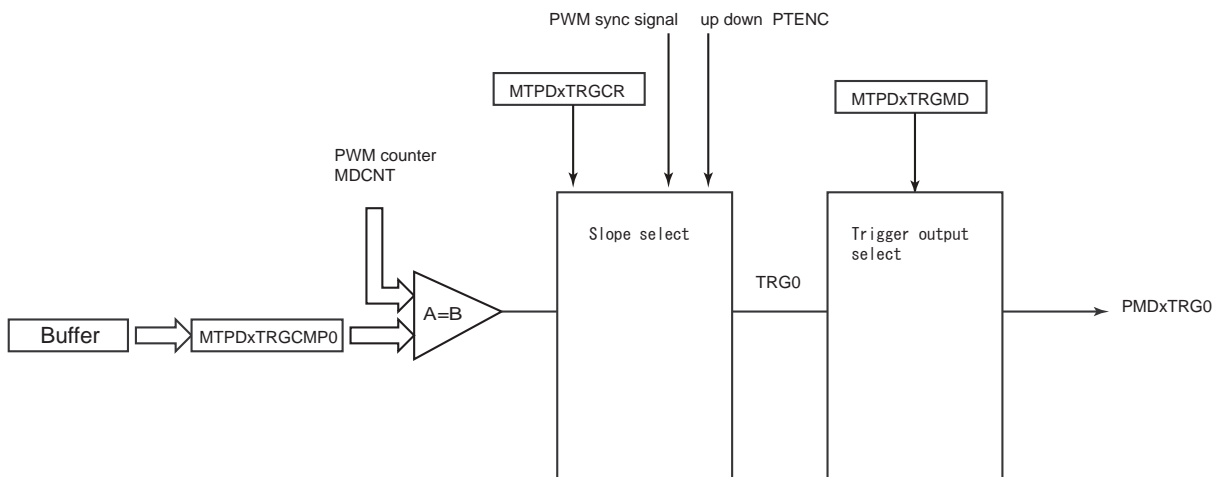 PWM sync signal
up down PTENC
MTPDxTRGCR
MTPDxTRGMD
PWM counter
MDCNT
Slope select
Trigger output
select
TRG0
A=B
PMDxTRG0
Buffer
MTPDxTRGCMP0